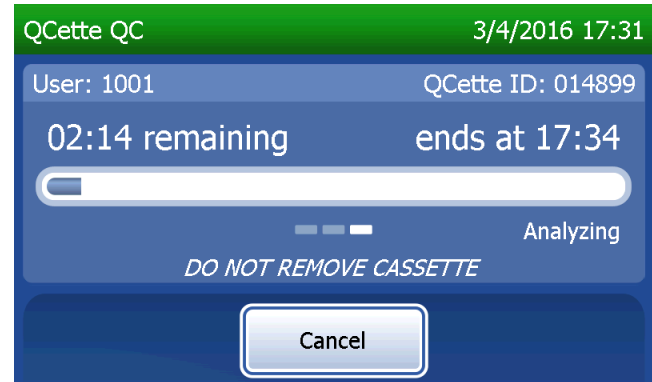 QCette QC 3/4/2016 17:31
User: 1001 QCette ID: 014899
02:14 remaining ends at 17:34
Analyzing
DO NOT REMOVE CASSETTE
Cancel